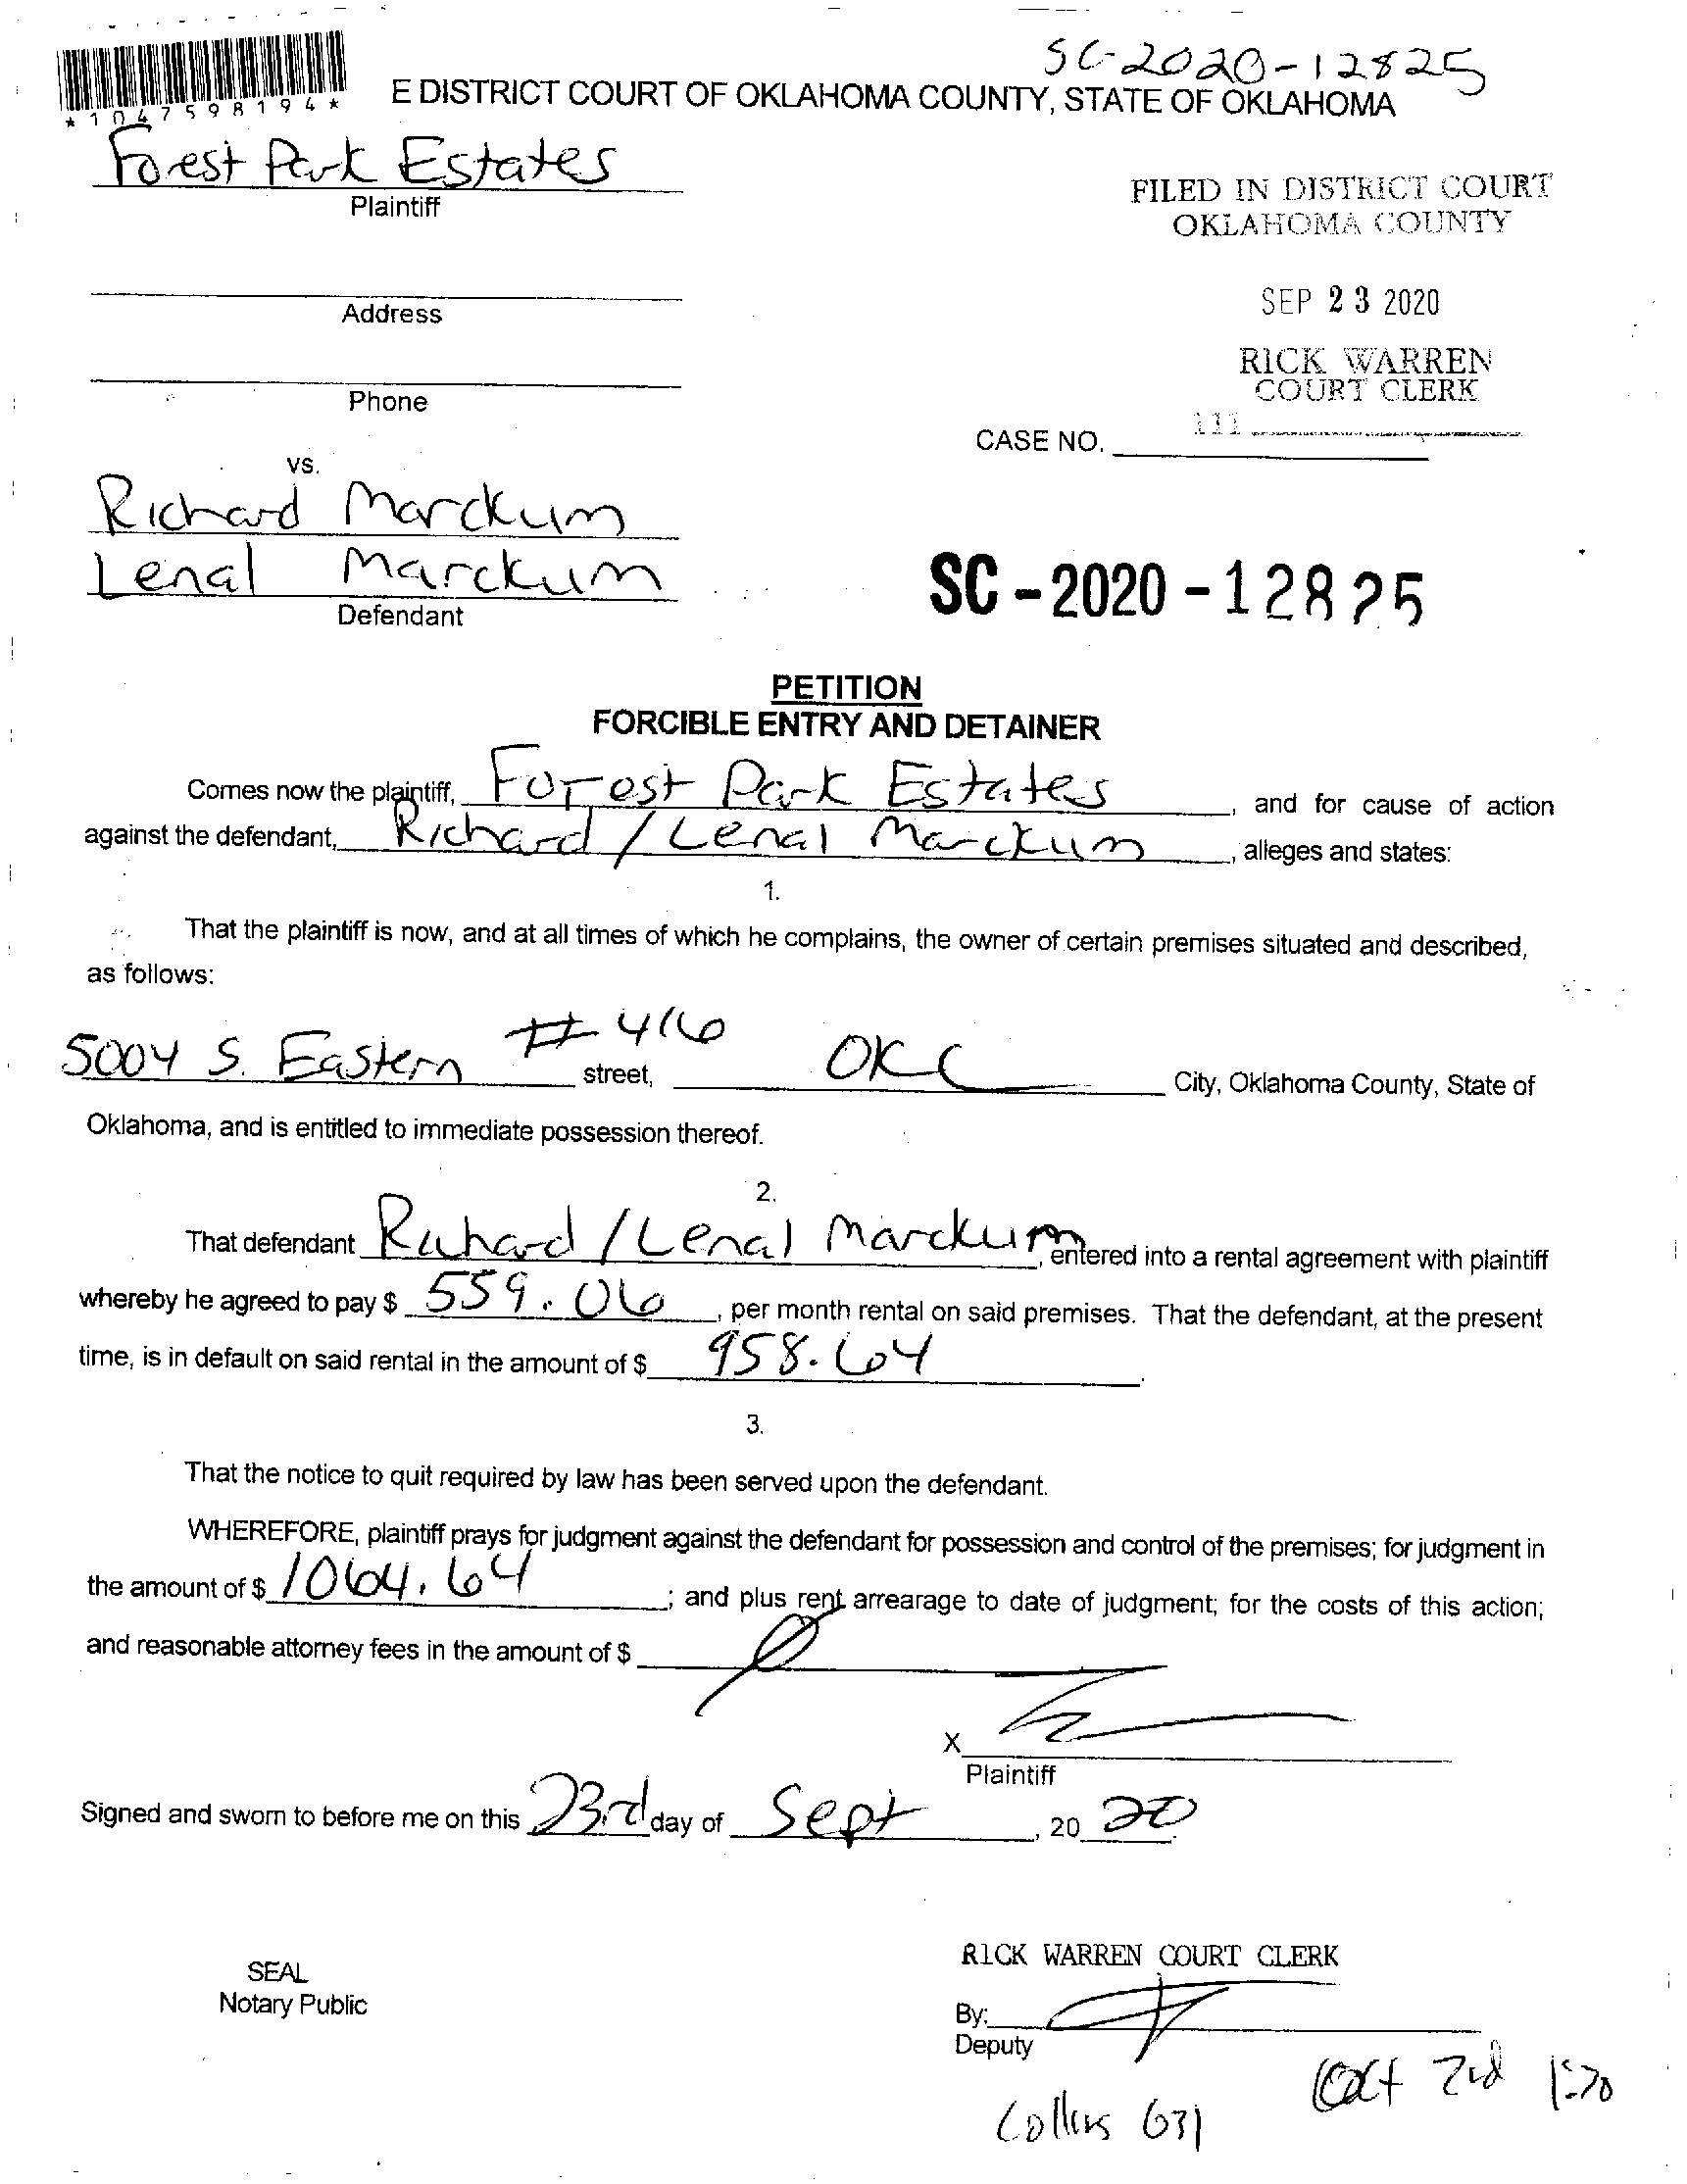 SC-2020-12825
*1047598194*
E DISTRICT COURT OF OKLAHOMA COUNTY, STATE OF OKLAHOMA
Forest Park Estates
Plaintiff
FILED IN DISTRICT COURT
OKLAHOMA COUNTY
Address
SEP 23 2020
RICK WARREN
COURT CLERK
Phone
111
CASE NO.
vs.
Richard Marckum
Lenal Marckum
Defendant
SC-2020-12825
PETITION
FORCIBLE ENTRY AND DETAINER
Comes now the plaintiff, Forest Park Estates, and for cause of action
against the defendant, Richard / Lenal Marckum, alleges and states:
1.
That the plaintiff is now, and at all times of which he complains, the owner of certain premises situated and described,
as follows:
5004 S. Eastern # 416 street, OKC City, Oklahoma County, State of
Oklahoma, and is entitled to immediate possession thereof.
2.
That defendant Richard / Lenal Marckum, entered into a rental agreement with plaintiff
whereby he agreed to pay $ 559.06, per month rental on said premises. That the defendant, at the present
time, is in default on said rental in the amount of $ 958.64.
3.
That the notice to quit required by law has been served upon the defendant.
WHEREFORE, plaintiff prays for judgment against the defendant for possession and control of the premises; for judgment in
the amount of $ 1064.64; and plus rent arrearage to date of judgment; for the costs of this action;
and reasonable attorney fees in the amount of $ 0
X
Plaintiff
Signed and sworn to before me on this 23rd day of Sept, 20 20
RICK WARREN COURT CLERK
SEAL
Notary Public
By:
Deputy
Oct 2nd 1:30
Collins 631